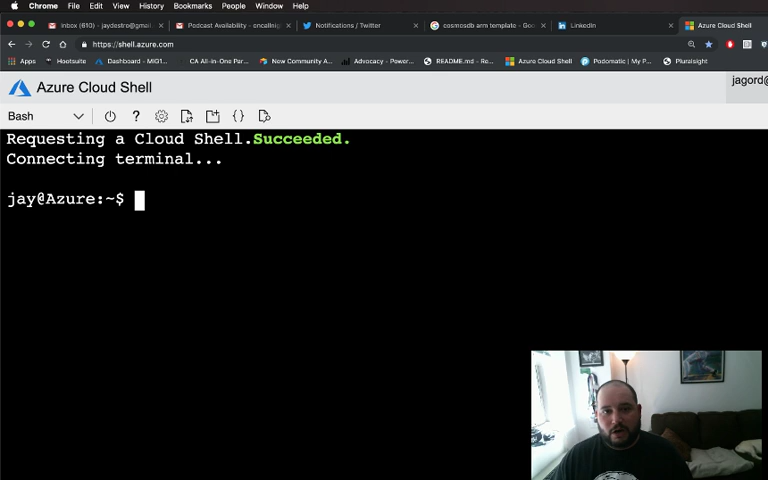 Chrome File Edit View History Bookmarks People Window Help
Inbox (610) - jaydestro@gmai Podcast Availability - oncallnig Notifications / Twitter cosmosdb arm template - Goo LinkedIn Azure Cloud Shell
https://shell.azure.com
Apps Hootsuite Dashboard - MIG1... CA All-in-One Par... New Community A... Advocacy - Power... README.md - Re... Azure Cloud Shell Podomatic | My P... Pluralsight
Azure Cloud Shell jagord@
Bash ? {}
Requesting a Cloud Shell.Succeeded.
Connecting terminal...
jay@Azure:~$